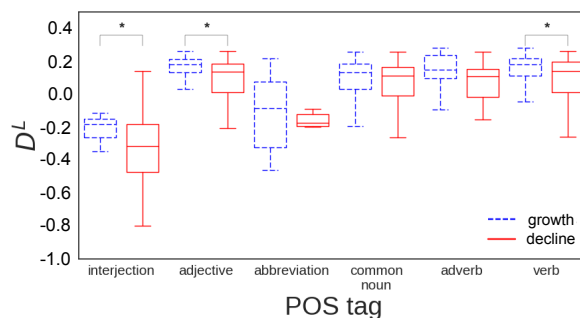 * * *
0.4
0.2
0.0
-0.2
-0.4
-0.6
-0.8
-1.0
D^L
growth
decline
interjection adjective abbreviation common noun adverb verb
POS tag